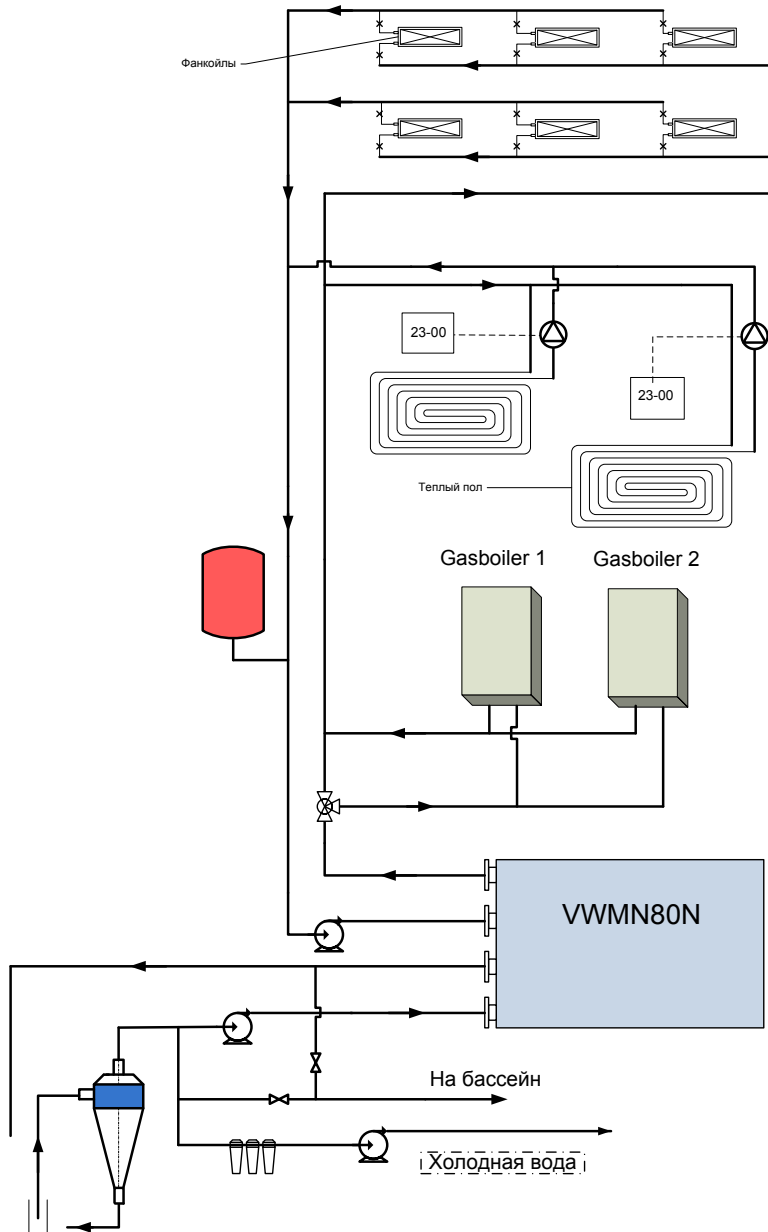 Фанкойлы
23-00
23-00
Теплый пол
Gasboiler 1
Gasboiler 2
VWMN80N
На бассейн
Холодная вода